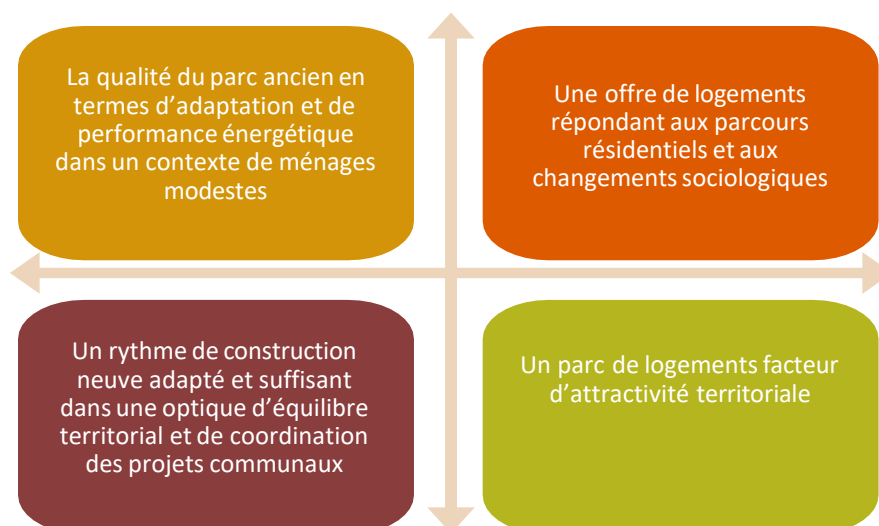 La qualité du parc ancien en
termes d’adaptation et de
performance énergétique
dans un contexte de ménages
modestes
Une offre de logements
répondant aux parcours
résidentiels et aux
changements sociologiques
Un rythme de construction
neuve adapté et suffisant
dans une optique d’équilibre
territorial et de coordination
des projets communaux
Un parc de logements facteur
d’attractivité territoriale